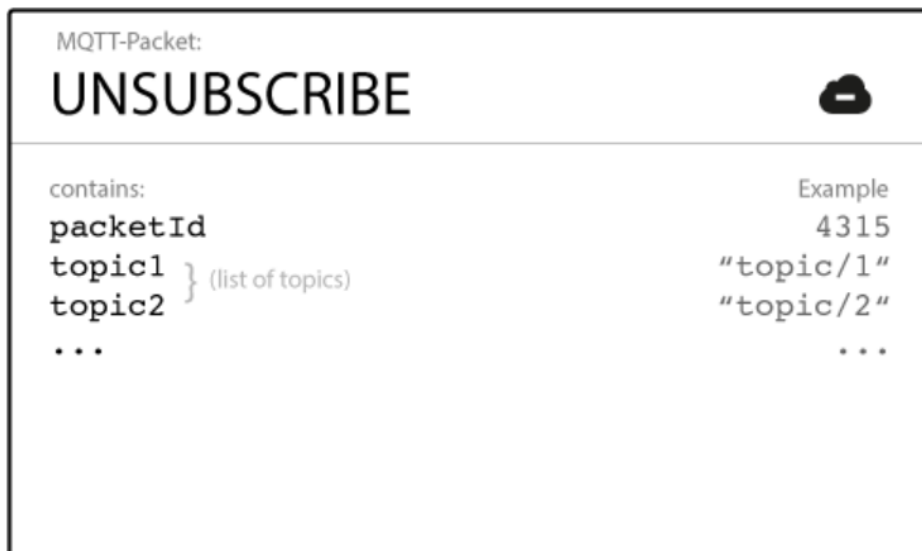 MQTT-Packet:
UNSUBSCRIBE
contains: Example
packetId 4315
topic1 } (list of topics) “topic/1“
topic2 “topic/2“
... ...